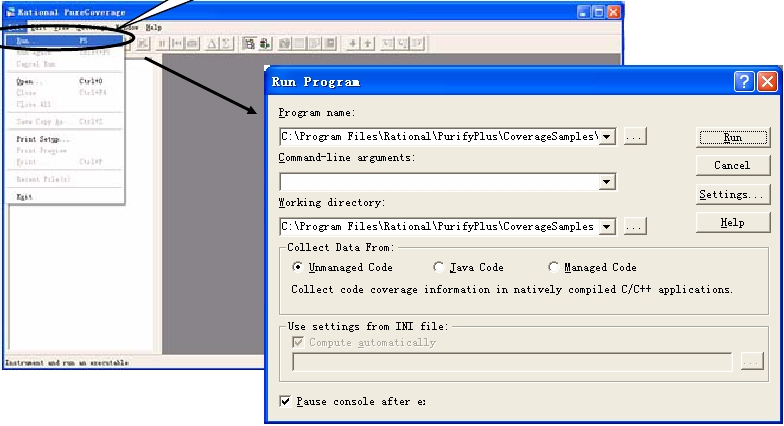 Rational PureCoverage
File Edit View Settings Window Help
Run... F5
Run Again Ctrl+F5
Cancel Run
Open... Ctrl+O
Close Ctrl+F4
Close All
Save Copy As... Ctrl+S
Print Setup...
Print Preview
Print Ctrl+P
Recent File(s)
Exit
Instrument and run an executable
Run Program
Program name:
C:\Program Files\Rational\PurifyPlus\CoverageSamples\
...
Run
Command-line arguments:
Cancel
Settings...
Working directory:
C:\Program Files\Rational\PurifyPlus\CoverageSamples
...
Help
Collect Data From:
Unmanaged Code Java Code Managed Code
Collect code coverage information in natively compiled C/C++ applications.
Use settings from INI file:
Compute automatically
...
Pause console after e